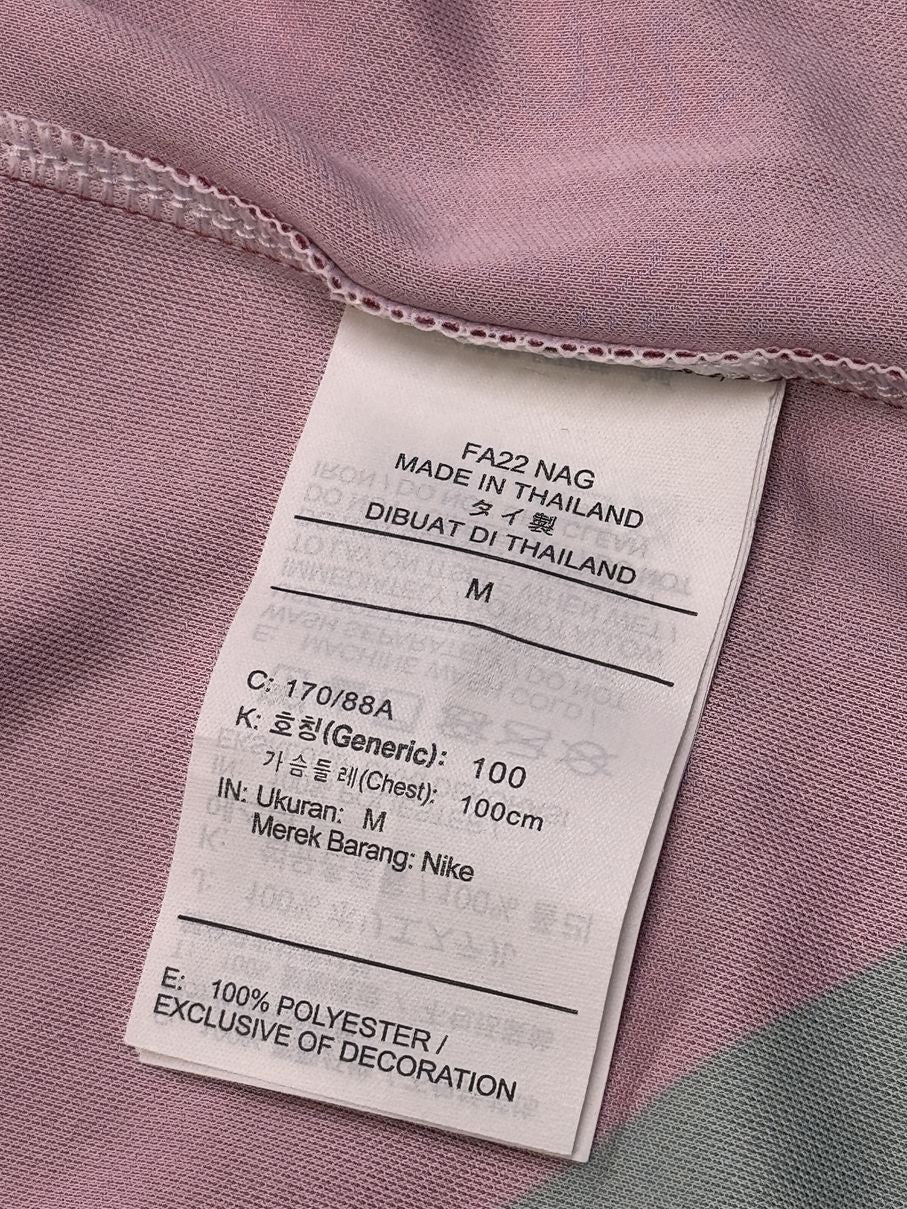 FA22 NAG
MADE IN THAILAND
タイ製
DIBUAT DI THAILAND
M
C: 170/88A
K: 호칭(Generic): 100
가슴둘레(Chest): 100cm
IN: Ukuran: M
Merek Barang: Nike
E: 100% POLYESTER /
EXCLUSIVE OF DECORATION